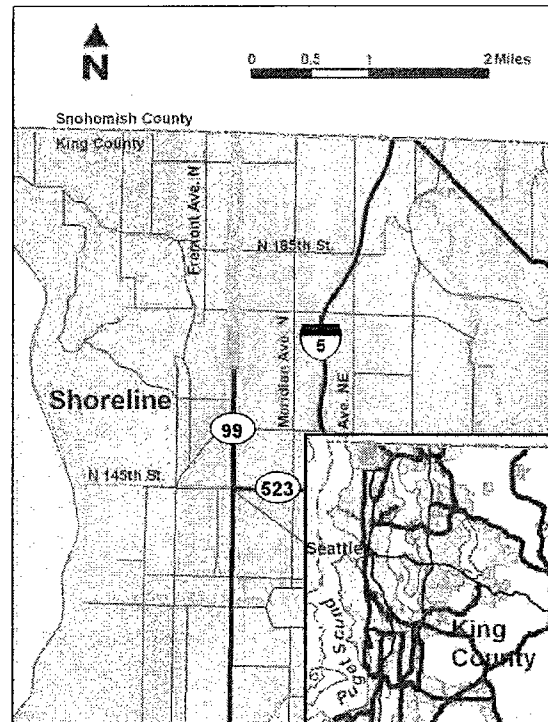 N
0 0.5 1 2 Miles
Snohomish County
King County
Fremont Ave. N
N 185th St.
Meridian Ave. N
5
Ave. NE
Shoreline
99
N 145th St.
523
Seattle
Puget Sound
King
County